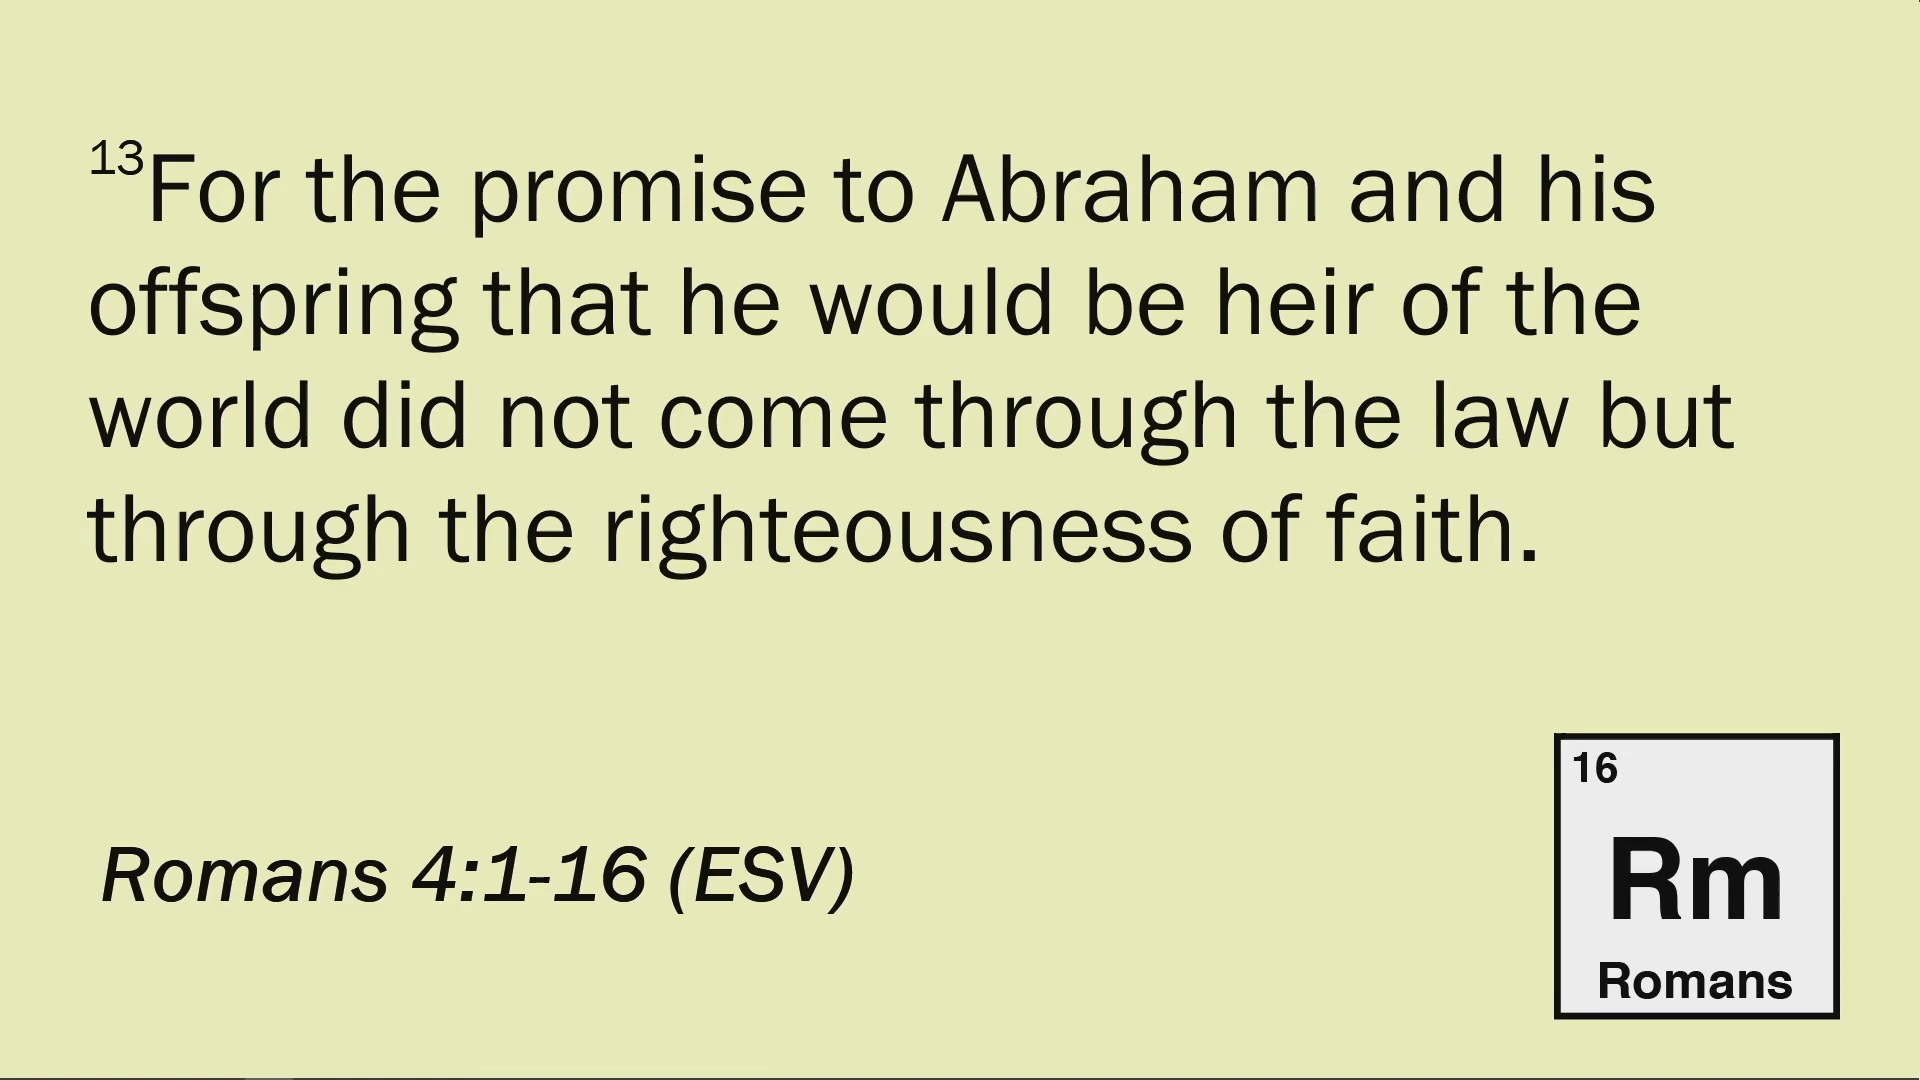 13For the promise to Abraham and his
offspring that he would be heir of the
world did not come through the law but
through the righteousness of faith.
Romans 4:1-16 (ESV)
16
Rm
Romans